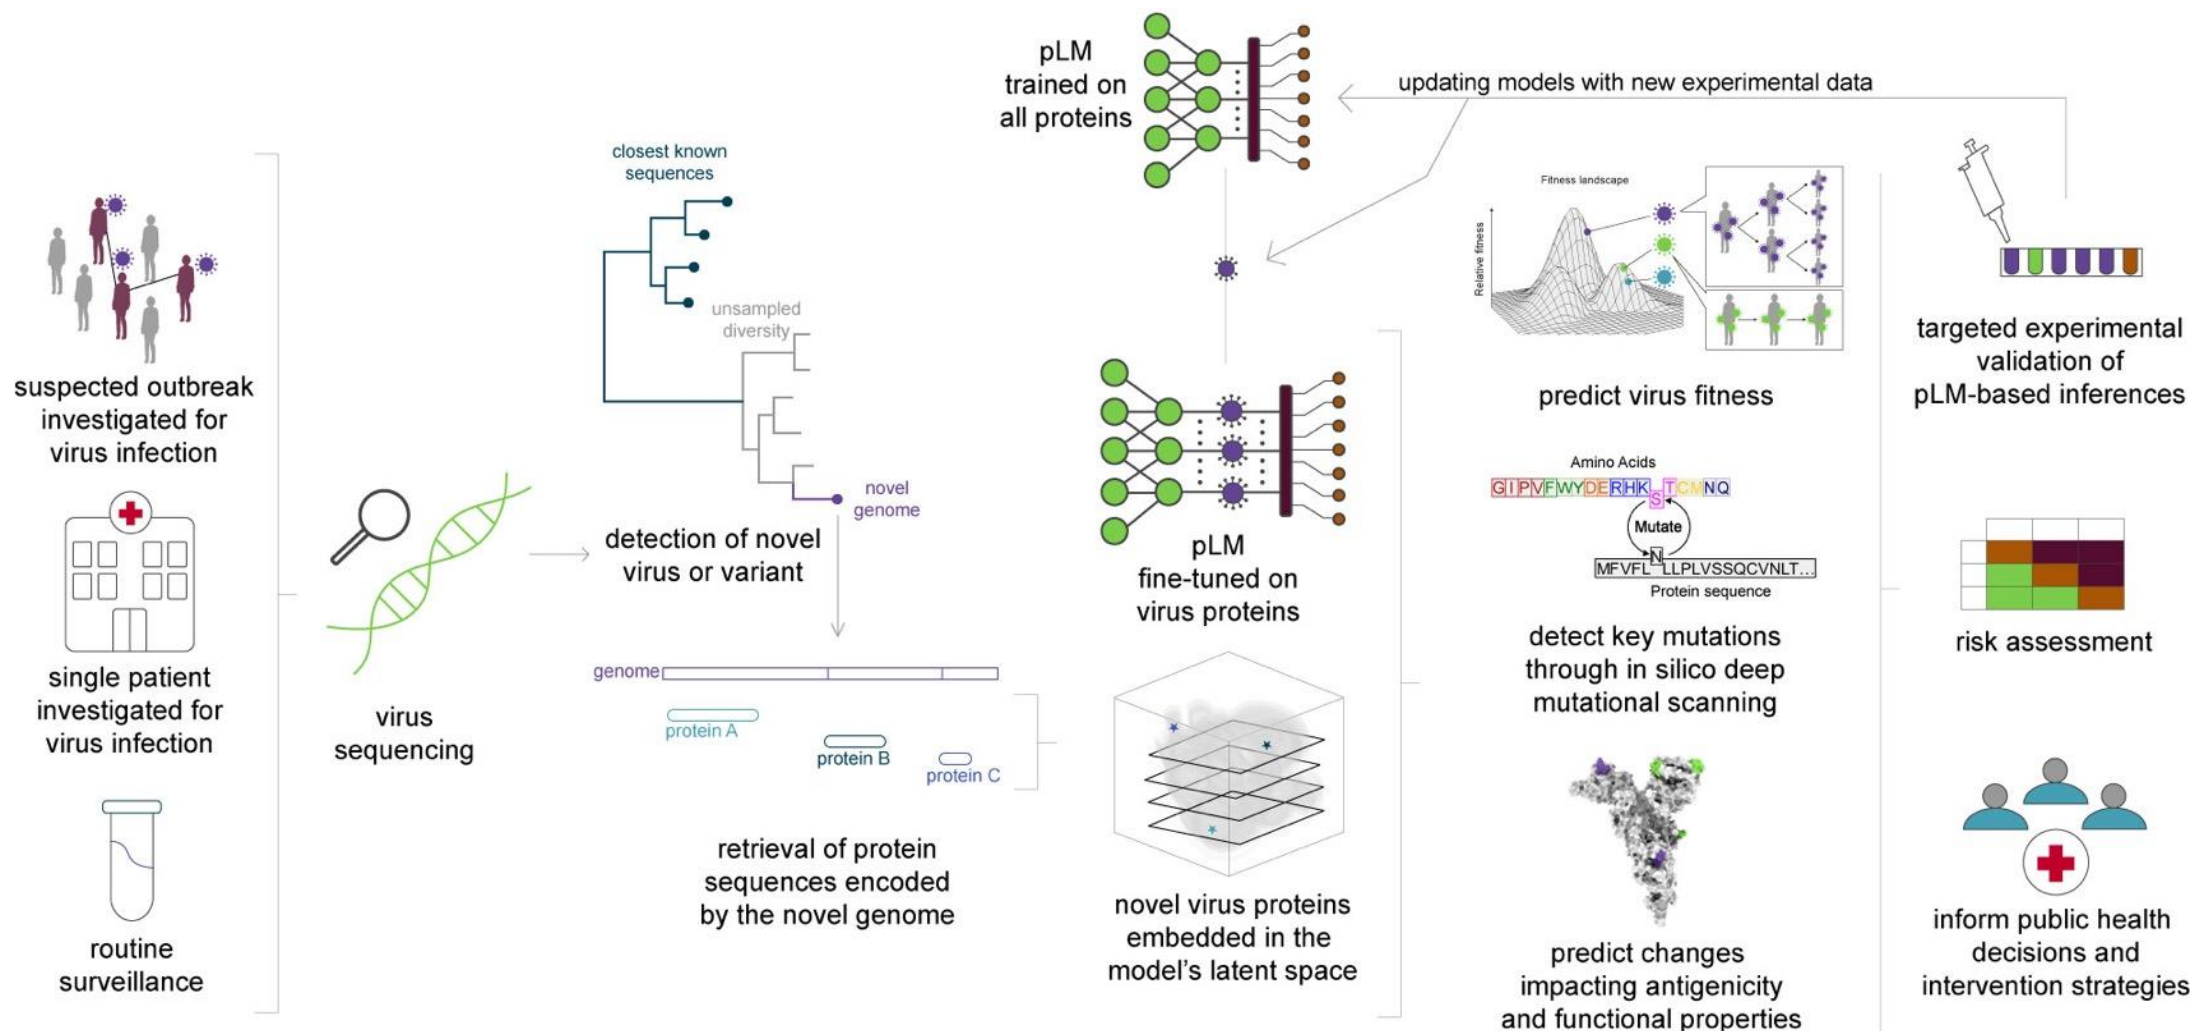 suspected outbreak
investigated for
virus infection
single patient
investigated for
virus infection
routine
surveillance
virus
sequencing
closest known
sequences
unsampled
diversity
novel
genome
detection of novel
virus or variant
genome
protein A
protein B
protein C
retrieval of protein
sequences encoded
by the novel genome
pLM
trained on
all proteins
pLM
fine-tuned on
virus proteins
novel virus proteins
embedded in the
model's latent space
updating models with new experimental data
Fitness landscape
Relative fitness
predict virus fitness
Amino Acids
GIPVFWYDERHKSTCMNQ
Mutate
N
MFVFL LLPLVSSQCVNLT...
Protein sequence
detect key mutations
through in silico deep
mutational scanning
predict changes
impacting antigenicity
and functional properties
targeted experimental
validation of
pLM-based inferences
risk assessment
inform public health
decisions and
intervention strategies